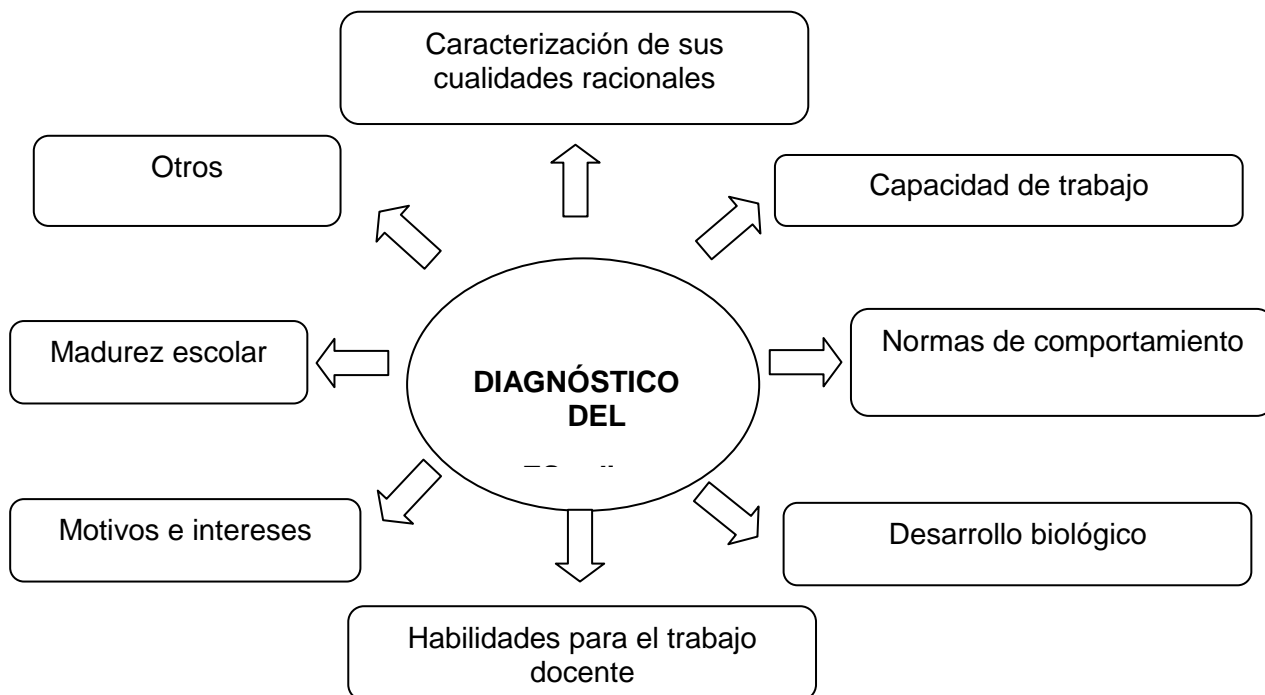 Caracterización de sus
cualidades racionales
Otros
Capacidad de trabajo
Madurez escolar
Normas de comportamiento
DIAGNÓSTICO
DEL
Motivos e intereses
Desarrollo biológico
Habilidades para el trabajo
docente